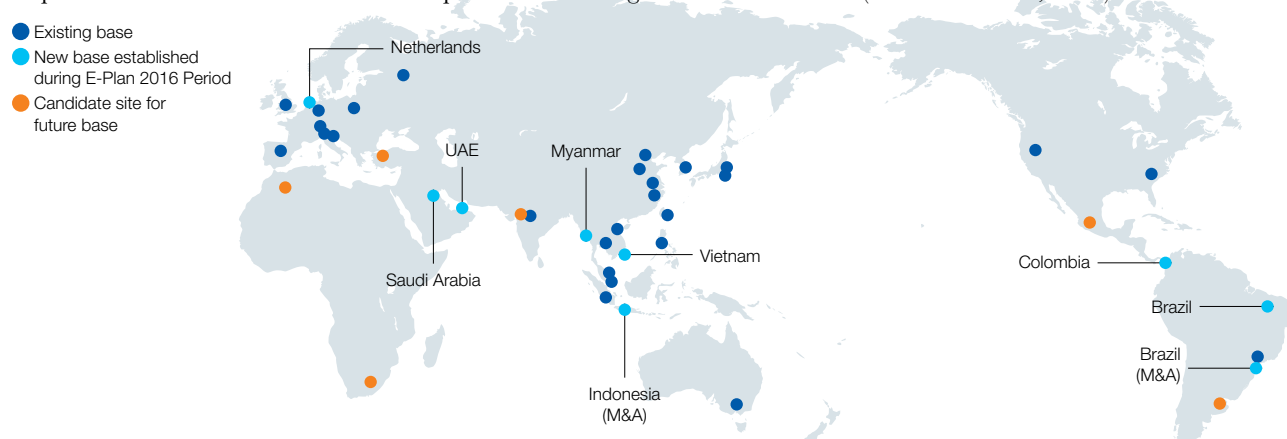 Existing base
New base established
during E-Plan 2016 Period
Candidate site for
future base
Netherlands
UAE
Myanmar
Saudi Arabia
Vietnam
Indonesia
(M&A)
Colombia
Brazil
Brazil
(M&A)